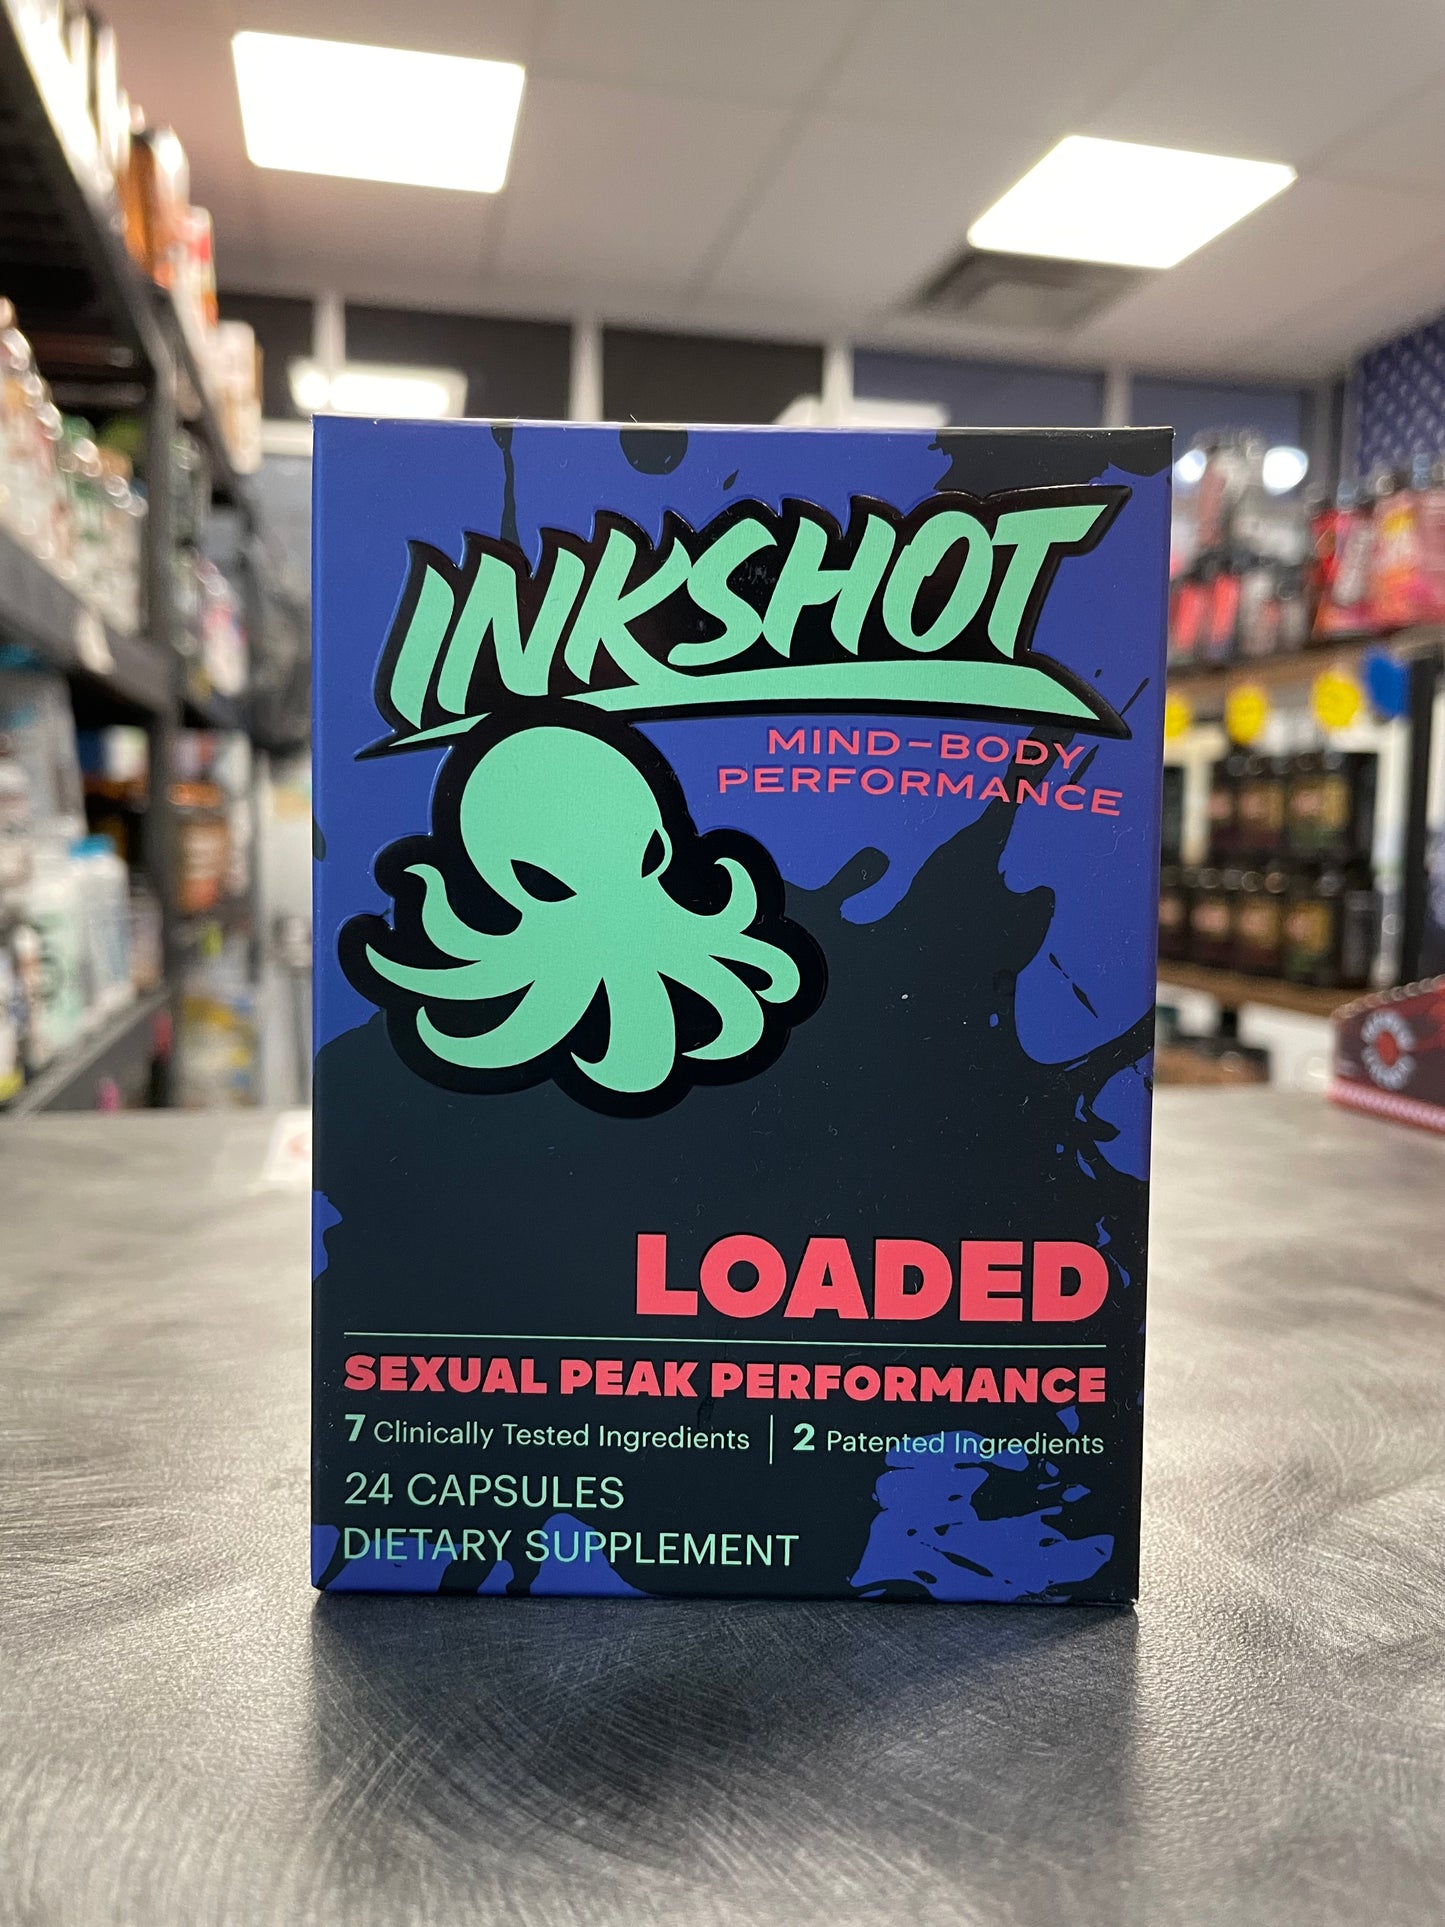 INKSHOT
MIND-BODY
PERFORMANCE
LOADED
SEXUAL PEAK PERFORMANCE
7 Clinically Tested Ingredients | 2 Patented Ingredients
24 CAPSULES
DIETARY SUPPLEMENT